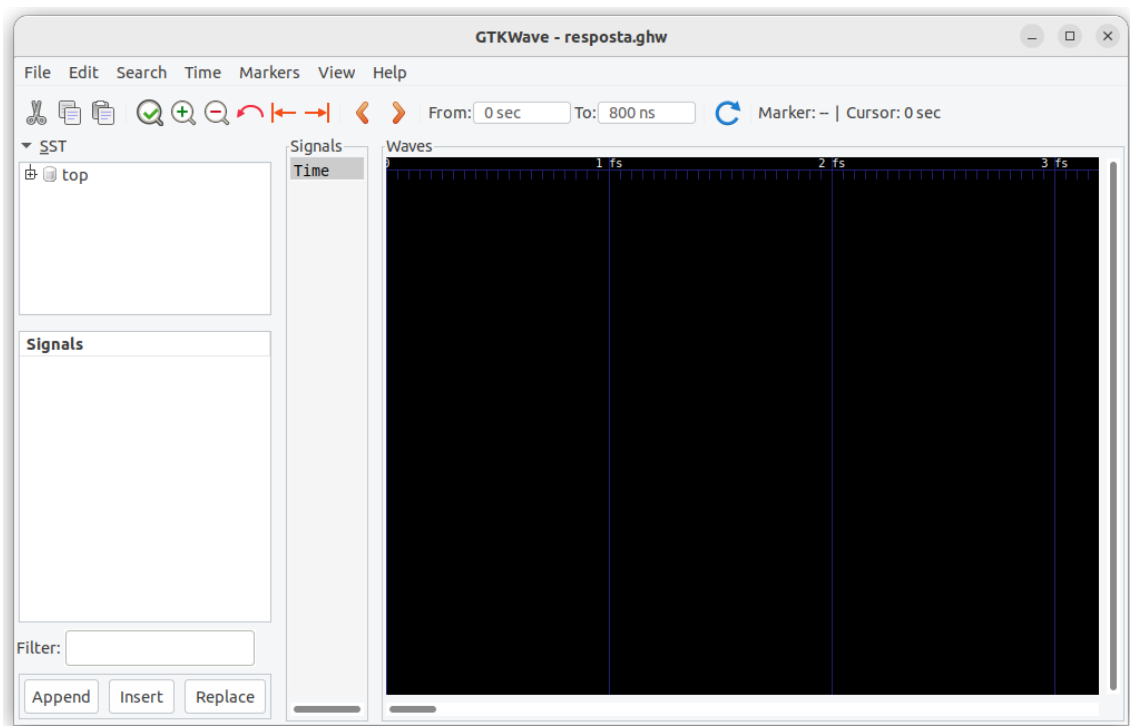 GTKWave - resposta.ghw
File Edit Search Time Markers View Help
From: 0 sec To: 800 ns Marker: -- | Cursor: 0 sec
SST
top
Signals
Filter:
Append Insert Replace
Signals
Time
Waves
0 1 fs 2 fs 3 fs